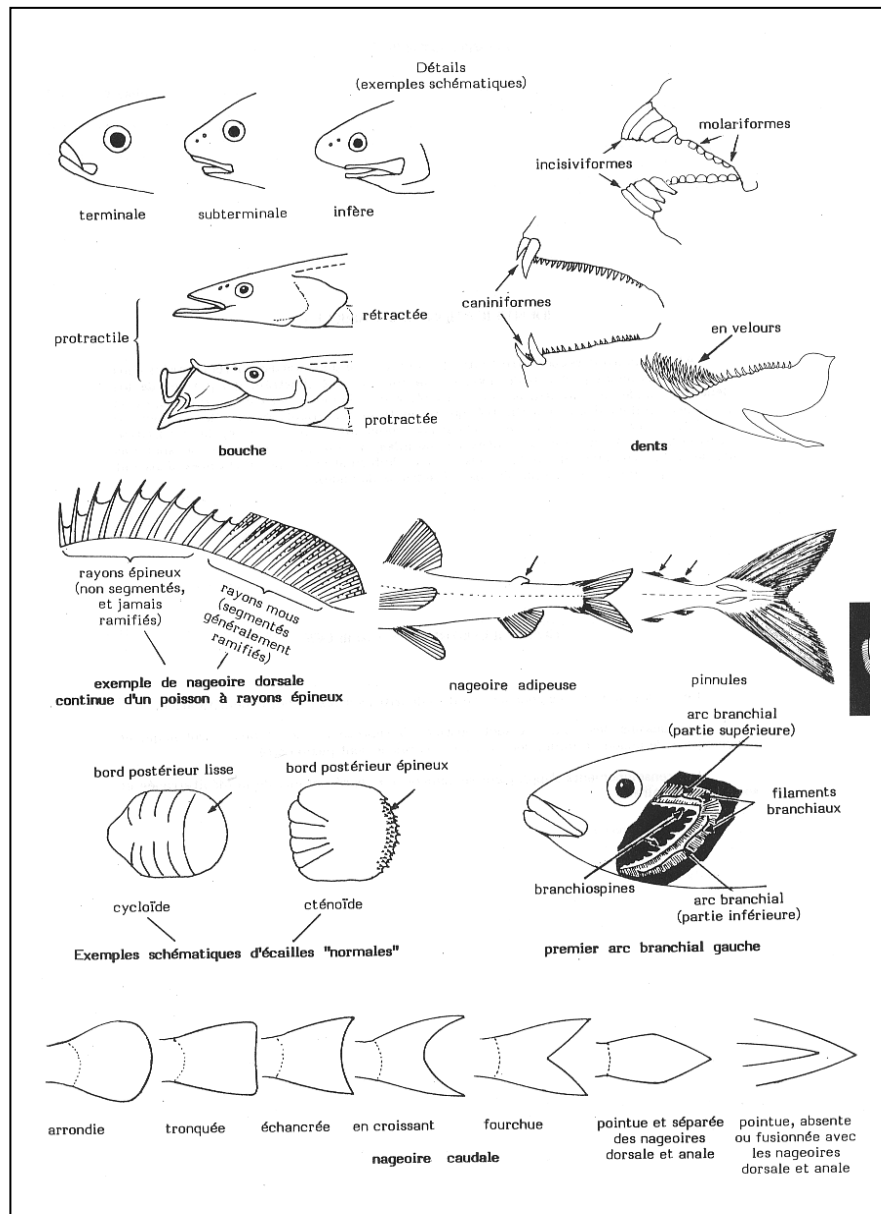 Détails
(exemples schématiques)
terminale
subterminale
infère
incisiviformes
molariformes
protractile
rétractée
protractée
bouche
caniniformes
en velours
dents
rayons épineux
(non segmentés,
et jamais
ramifiés)
rayons mous
(segmentés
généralement
ramifiés)
exemple de nageoire dorsale
continue d'un poisson à rayons épineux
nageoire adipeuse
pinnules
bord postérieur lisse
bord postérieur épineux
cycloïde
cténoïde
Exemples schématiques d'écailles "normales"
arc branchial
(partie supérieure)
filaments
branchiaux
branchiospines
arc branchial
(partie inférieure)
premier arc branchial gauche
arrondie
tronquée
échancrée
en croissant
fourchue
pointue et séparée
des nageoires
dorsale et anale
pointue, absente
ou fusionnée avec
les nageoires
dorsale et anale
nageoire caudale